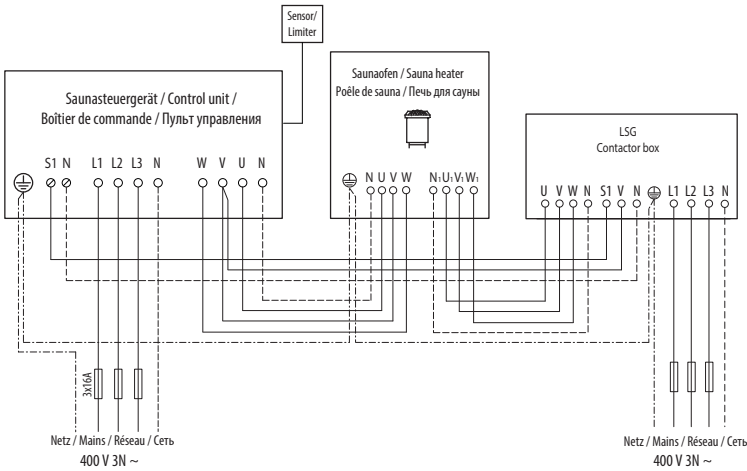 Sensor/
Limiter
Saunasteuergerät / Control unit /
Boîtier de commande / Пульт управления
S1 N L1 L2 L3 N W V U N
Saunaofen / Sauna heater
Poêle de sauna / Печь для сауны
N U V W N₁ U₁ V₁ W₁
LSG
Contactor box
U V W N S1 V N L1 L2 L3 N
3x16A
Netz / Mains / Réseau / Сеть
400 V 3N ~
Netz / Mains / Réseau / Сеть
400 V 3N ~